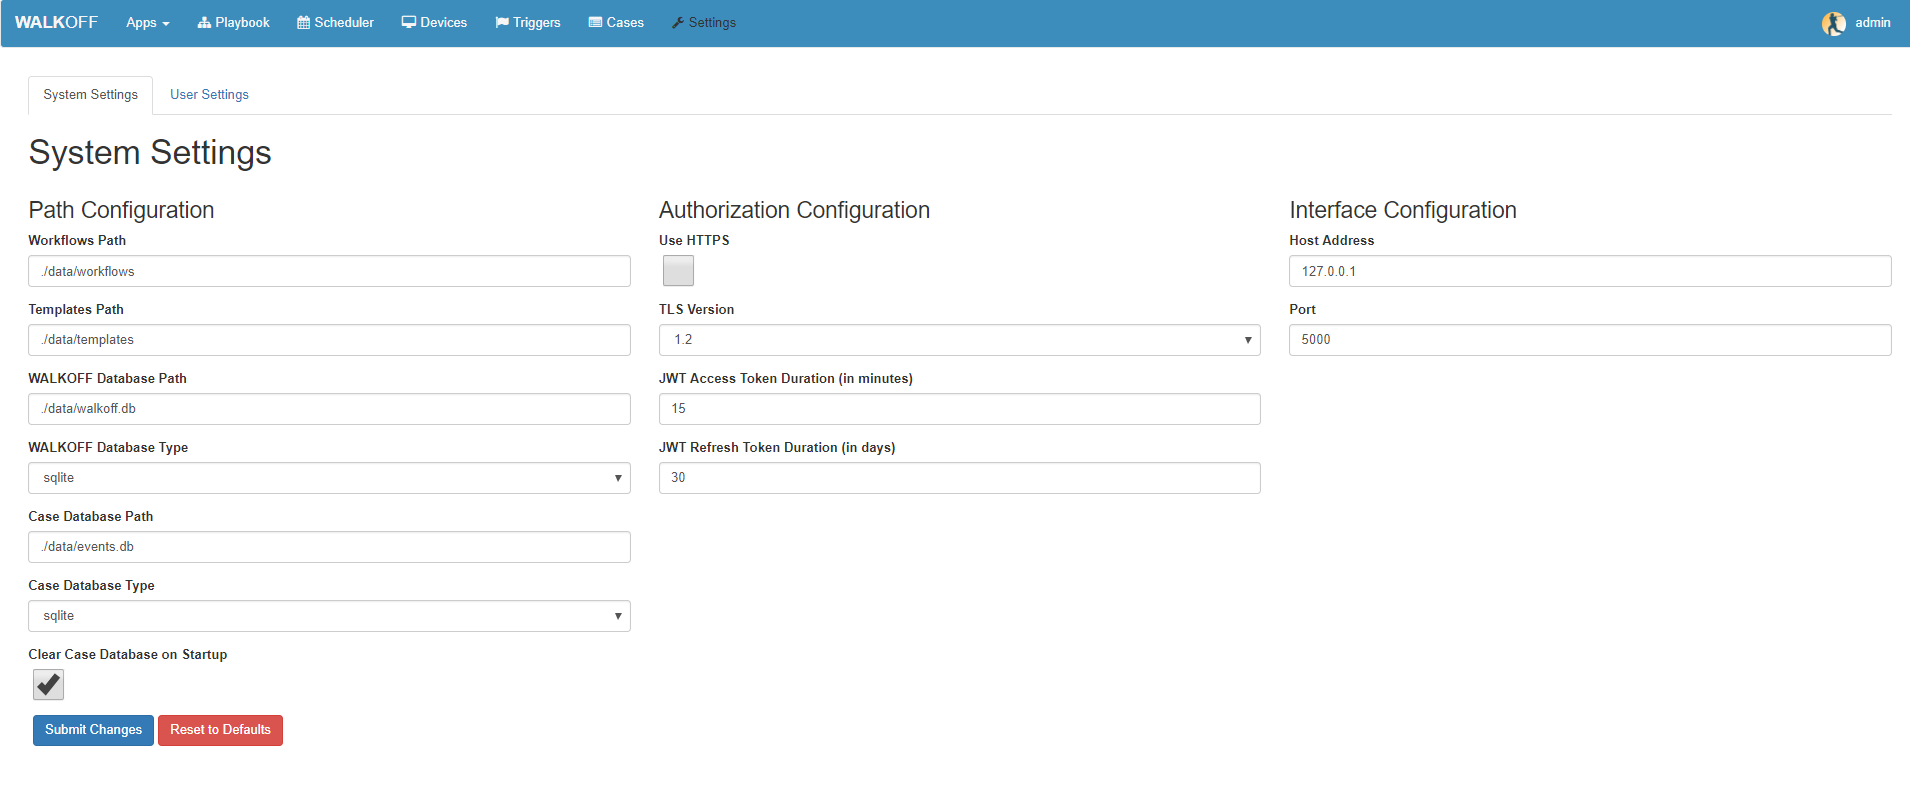 WALKOFF Apps Playbook Scheduler Devices Triggers Cases Settings admin
System Settings User Settings
System Settings
Path Configuration
Workflows Path
./data/workflows
Templates Path
./data/templates
WALKOFF Database Path
./data/walkoff.db
WALKOFF Database Type
sqlite
Case Database Path
./data/events.db
Case Database Type
sqlite
Clear Case Database on Startup
Submit Changes Reset to Defaults
Authorization Configuration
Use HTTPS
TLS Version
1.2
JWT Access Token Duration (in minutes)
15
JWT Refresh Token Duration (in days)
30
Interface Configuration
Host Address
127.0.0.1
Port
5000